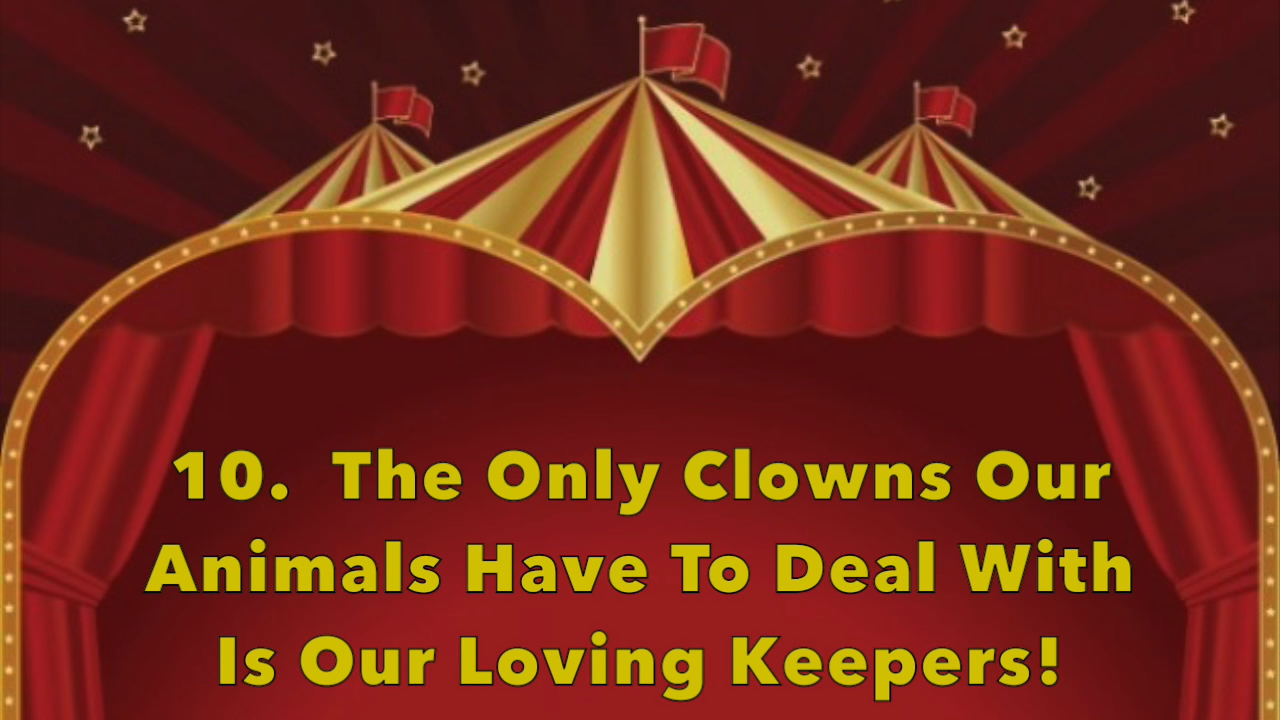 10.  The Only Clowns Our
Animals Have To Deal With
Is Our Loving Keepers!